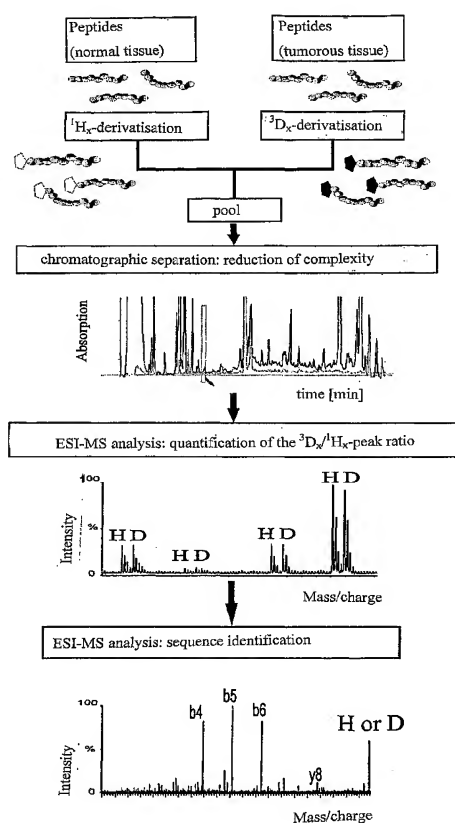 Peptides
(normal tissue)
Peptides
(tumorous tissue)
¹Hₓ-derivatisation
³Dₓ-derivatisation
pool
chromatographic separation: reduction of complexity
Absorption
time [min]
ESI-MS analysis: quantification of the ³Dₓ/¹Hₓ-peak ratio
100
%
0
Intensity
H D
H D
H D
H D
Mass/charge
ESI-MS analysis: sequence identification
100
%
0
Intensity
b4
b5
b6
y8
H or D
Mass/charge